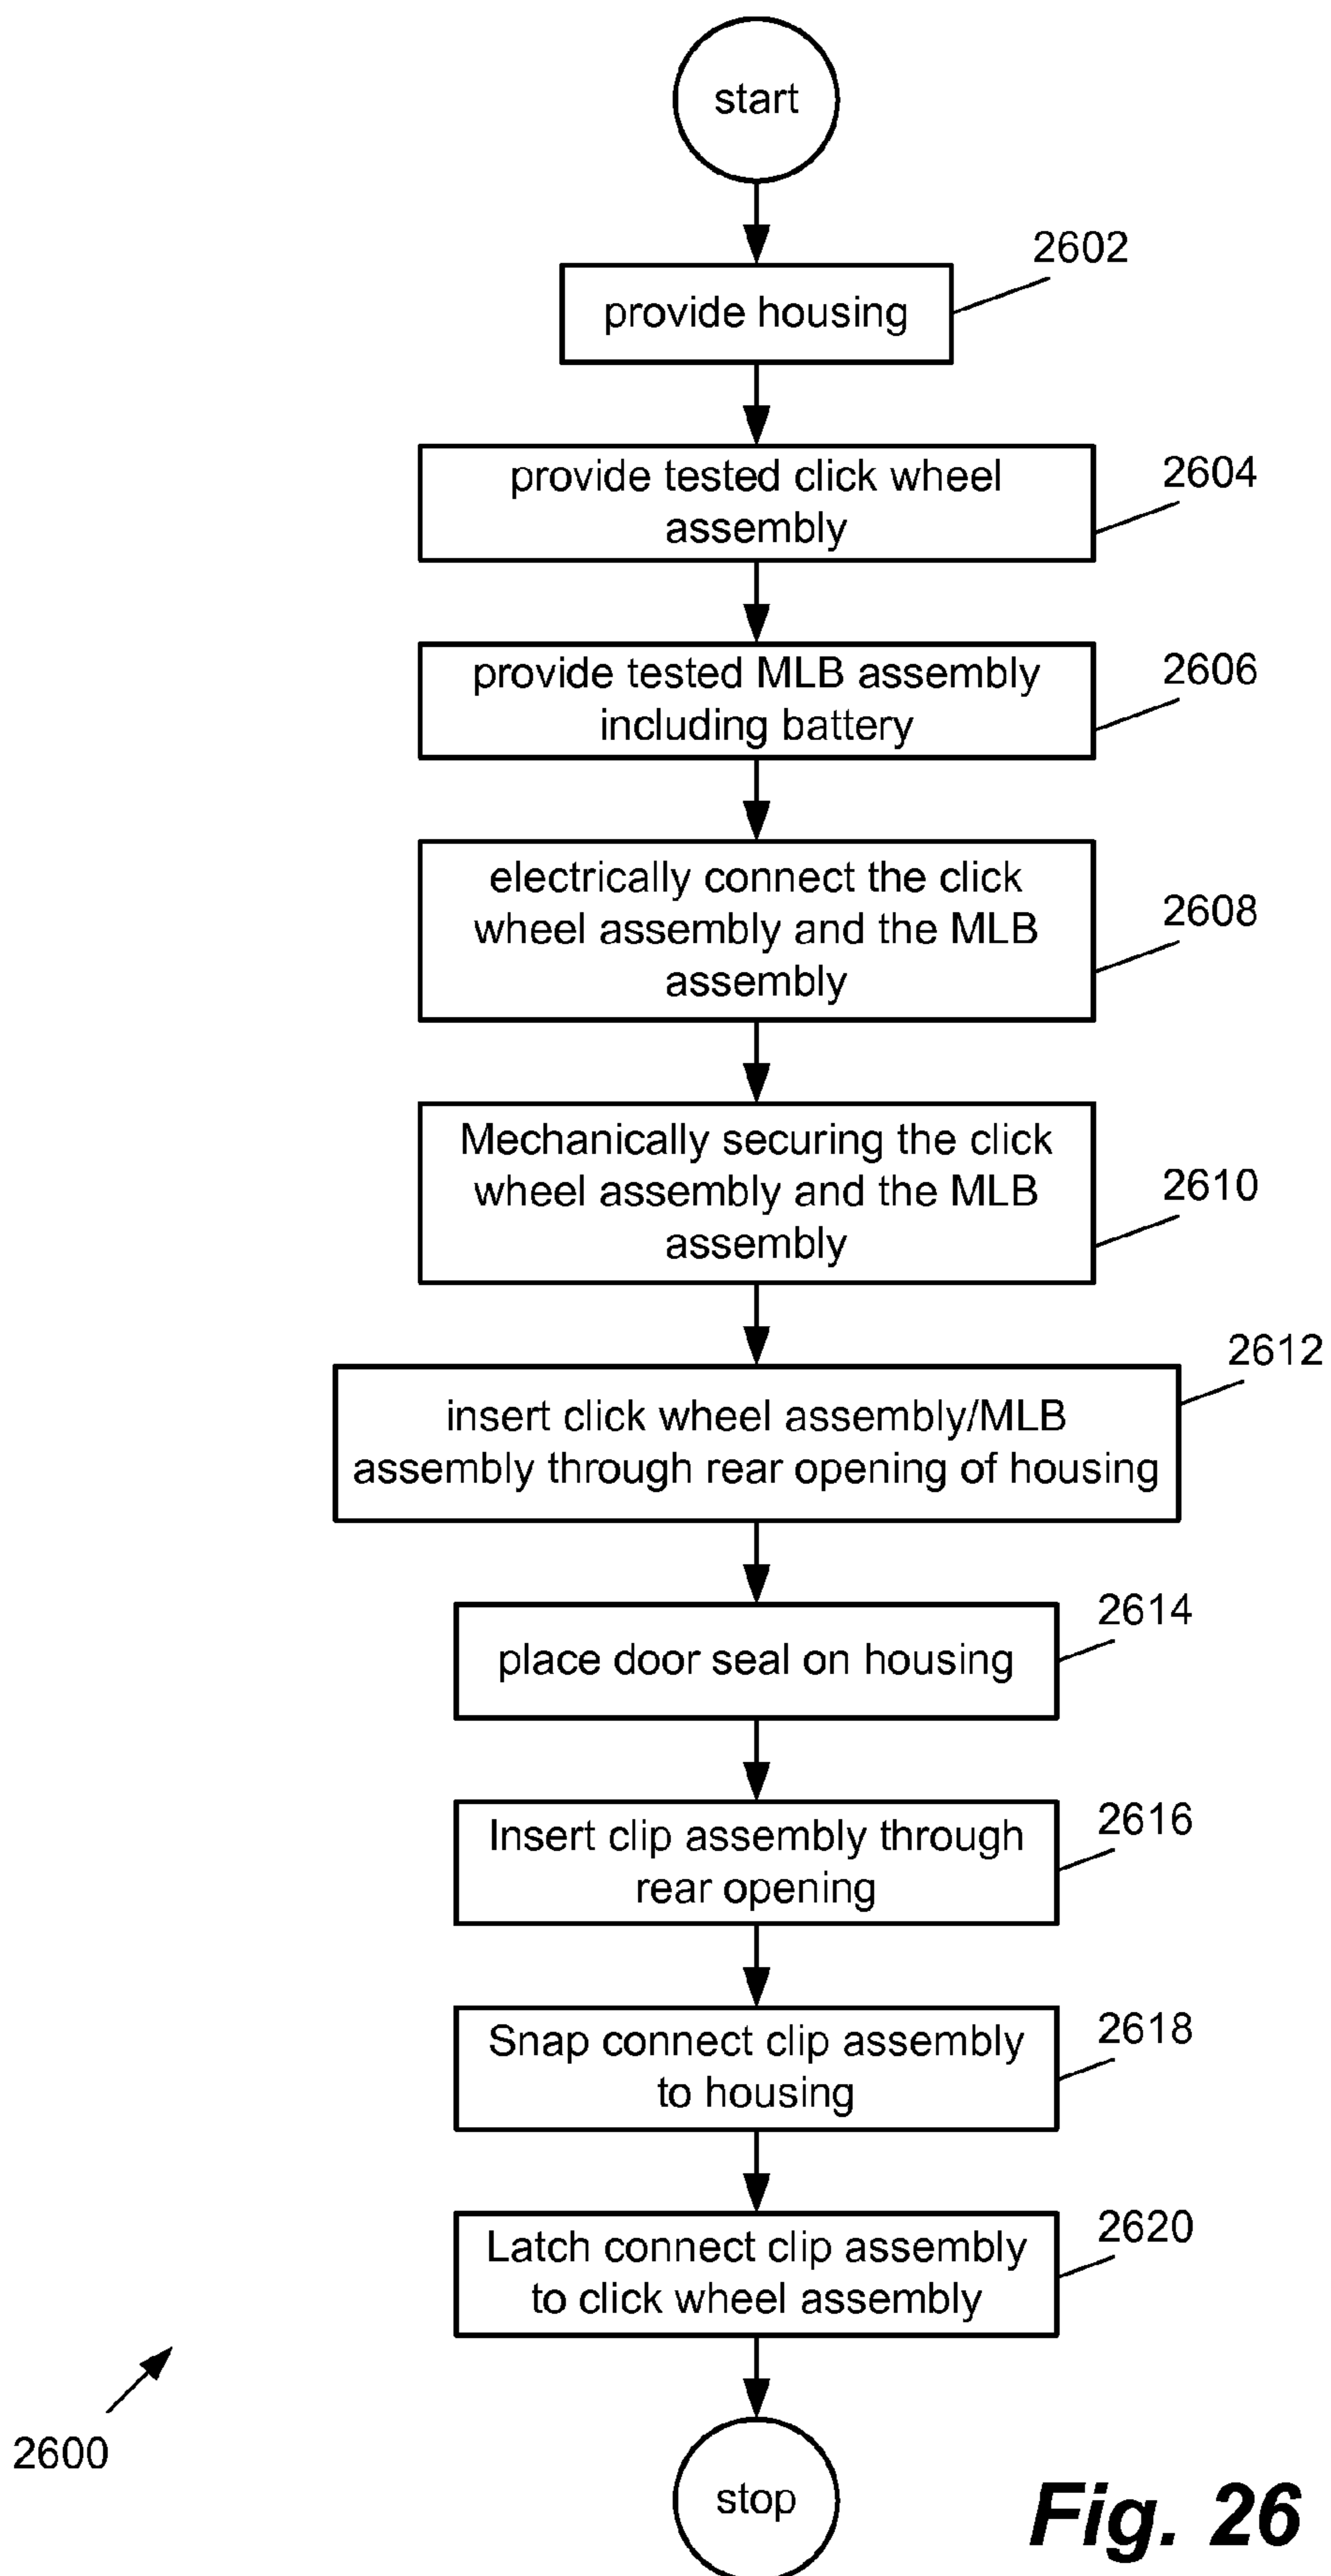 start
2602
provide housing
2604
provide tested click wheel
assembly
2606
provide tested MLB assembly
including battery
2608
electrically connect the click
wheel assembly and the MLB
assembly
2610
Mechanically securing the click
wheel assembly and the MLB
assembly
2612
insert click wheel assembly/MLB
assembly through rear opening of housing
2614
place door seal on housing
2616
Insert clip assembly through
rear opening
2618
Snap connect clip assembly
to housing
2620
Latch connect clip assembly
to click wheel assembly
2600
stop
Fig. 26